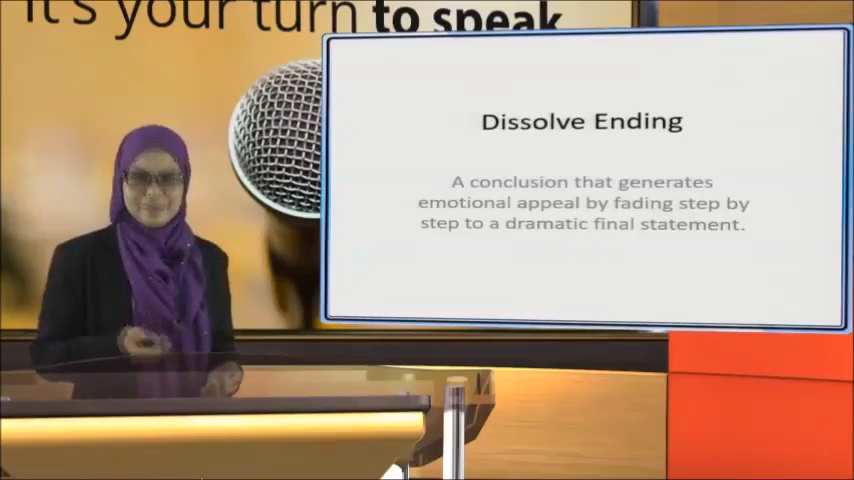 it's your turn to speak
Dissolve Ending
A conclusion that generates
emotional appeal by fading step by
step to a dramatic final statement.